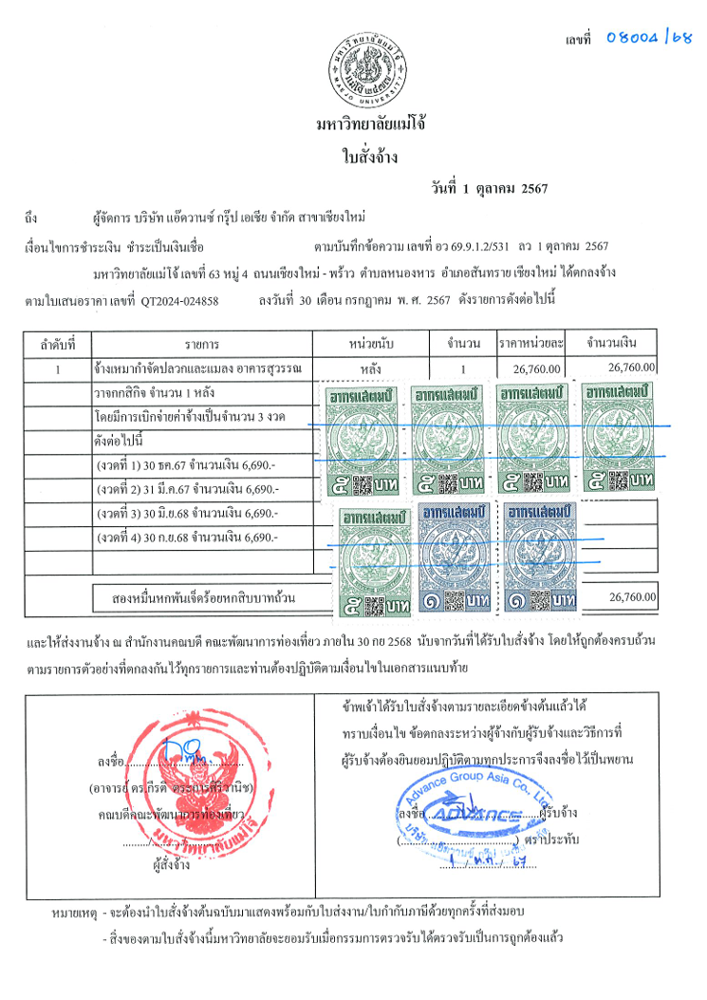 เลขที่ 08004/68
มหาวิทยาลัยแม่โจ้
MAEJO UNIVERSITY
มหาวิทยาลัยแม่โจ้
ใบสั่งจ้าง
วันที่ 1 ตุลาคม 2567
ถึง ผู้จัดการ บริษัท แอ๊ดวานซ์ กรุ๊ป เอเชีย จำกัด สาขาเชียงใหม่
เงื่อนไขการชำระเงิน ชำระเป็นเงินเชื่อ ตามบันทึกข้อความ เลขที่ อว 69.9.1.2/531 ลว 1 ตุลาคม 2567
มหาวิทยาลัยแม่โจ้ เลขที่ 63 หมู่ 4 ถนนเชียงใหม่ - พร้าว ตำบลหนองหาร อำเภอสันทราย เชียงใหม่ ได้ตกลงจ้าง
ตามใบเสนอราคา เลขที่ QT2024-024858 ลงวันที่ 30 เดือน กรกฎาคม พ. ศ. 2567 ดังรายการดังต่อไปนี้
ลำดับที่ รายการ หน่วยนับ จำนวน ราคาหน่วยละ จำนวนเงิน
1 จ้างเหมากำจัดปลวกและแมลง อาคารสุวรรณ หลัง 1 26,760.00 26,760.00
วาจกกสิกิจ จำนวน 1 หลัง
โดยมีการเบิกจ่ายค่าจ้างเป็นจำนวน 3 งวด
ดังต่อไปนี้
(งวดที่ 1) 30 ธค.67 จำนวนเงิน 6,690.-
(งวดที่ 2) 31 มี.ค.67 จำนวนเงิน 6,690.-
(งวดที่ 3) 30 มิ.ย.68 จำนวนเงิน 6,690.-
(งวดที่ 4) 30 ก.ย.68 จำนวนเงิน 6,690.-
อากรแสตมป์ อากรแสตมป์ อากรแสตมป์ อากรแสตมป์
๕ บาท ๕ บาท ๕ บาท ๕ บาท
อากรแสตมป์ อากรแสตมป์ อากรแสตมป์
๕ บาท ๑ บาท ๑ บาท
สองหมื่นหกพันเจ็ดร้อยหกสิบบาทถ้วน 26,760.00
และให้ส่งงานจ้าง ณ สำนักงานคณบดี คณะพัฒนาการท่องเที่ยว ภายใน 30 กย 2568 นับจากวันที่ได้รับใบสั่งจ้าง โดยให้ถูกต้องครบถ้วน
ตามรายการตัวอย่างที่ตกลงกันไว้ทุกรายการและท่านต้องปฏิบัติตามเงื่อนไขในเอกสารแนบท้าย
ลงชื่อ
(อาจารย์ ดร.กีรติ ตระการศิริวานิช)
คณบดีคณะพัฒนาการท่องเที่ยว
ผู้สั่งจ้าง
มหาวิทยาลัยแม่โจ้
ข้าพเจ้าได้รับใบสั่งจ้างตามรายละเอียดข้างต้นแล้วได้
ทราบเงื่อนไข ข้อตกลงระหว่างผู้จ้างกับผู้รับจ้างและวิธีการที่
ผู้รับจ้างต้องยินยอมปฏิบัติตามทุกประการจึงลงชื่อไว้เป็นพยาน
Advance Group Asia Co., Ltd.
ลงชื่อ ผู้รับจ้าง
ADVANCE
( ) ตราประทับ
1 / ต.ค. / 67
หมายเหตุ - จะต้องนำใบสั่งจ้างต้นฉบับมาแสดงพร้อมกับใบส่งงาน/ใบกำกับภาษีด้วยทุกครั้งที่ส่งมอบ
- สิ่งของตามใบสั่งจ้างนี้มหาวิทยาลัยจะยอมรับเมื่อกรรมการตรวจรับได้ตรวจรับเป็นการถูกต้องแล้ว